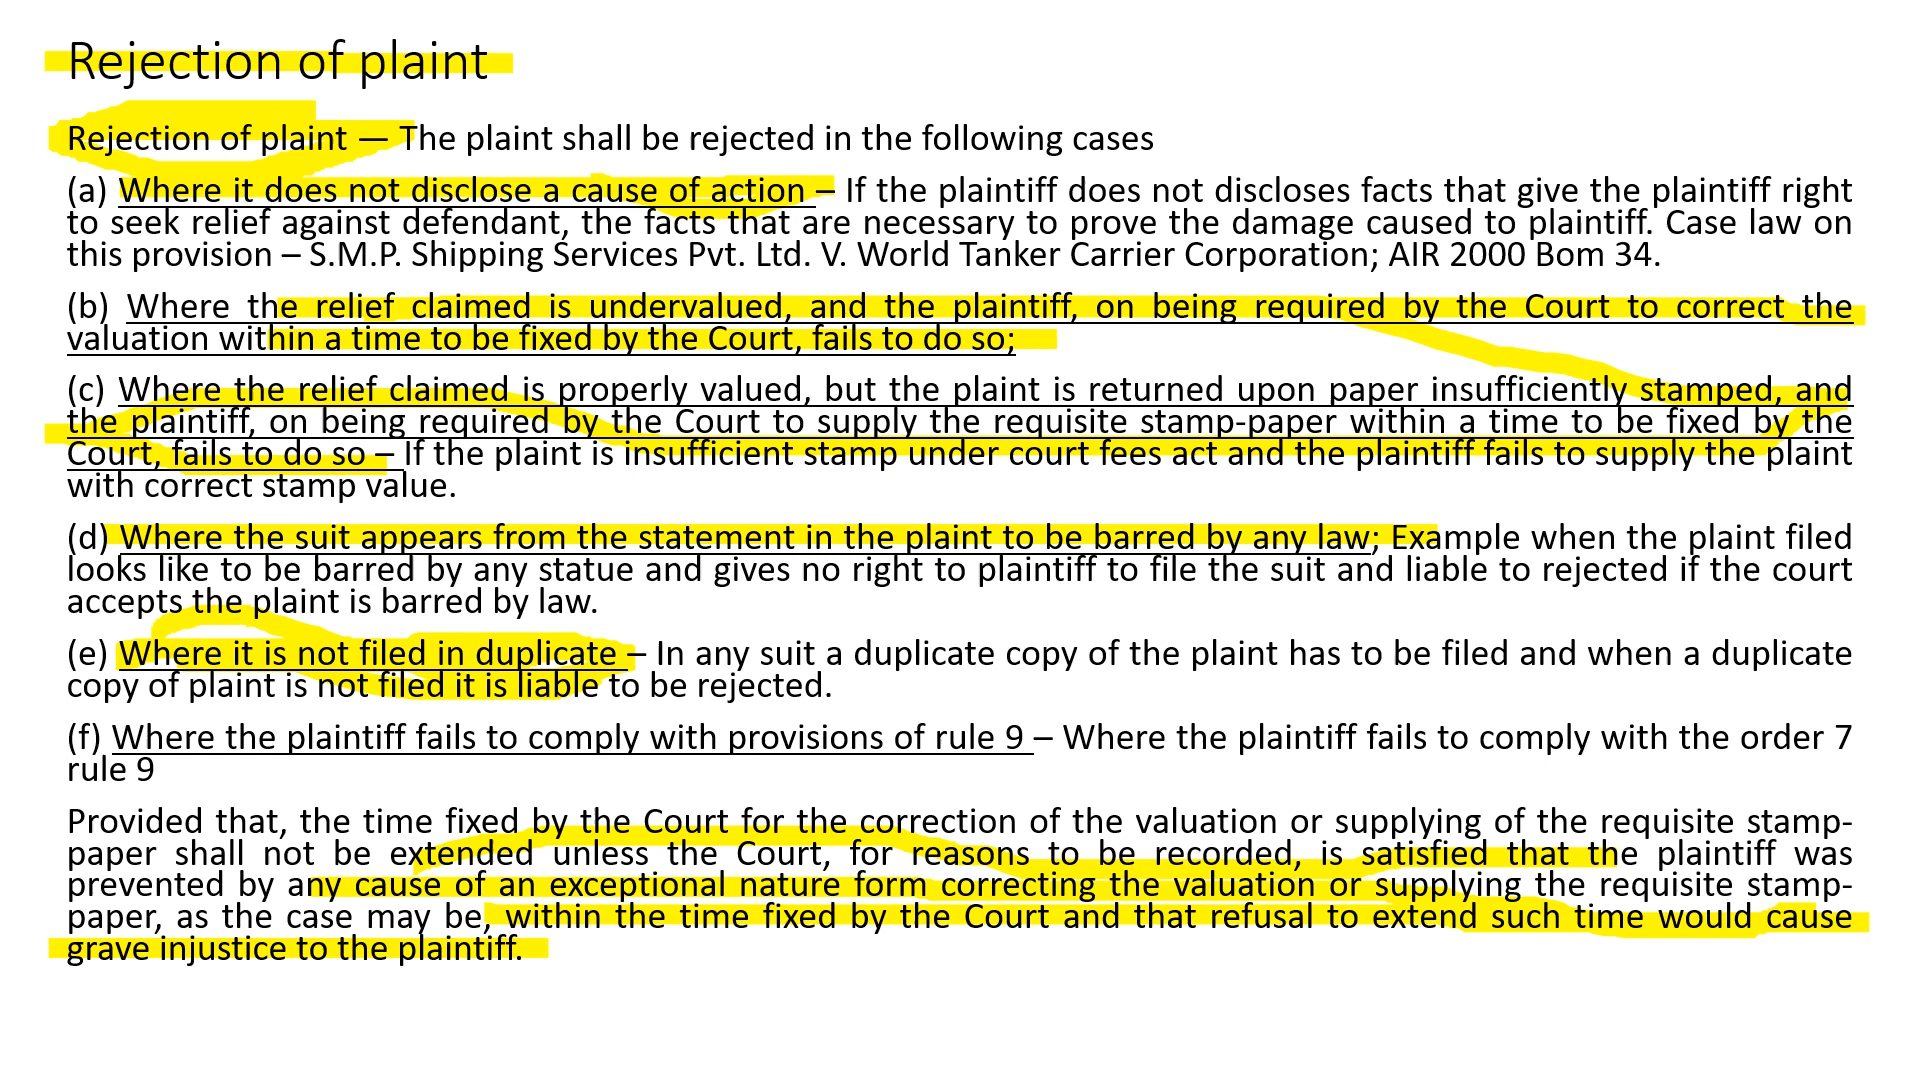 Rejection of plaint
Rejection of plaint — The plaint shall be rejected in the following cases
(a) Where it does not disclose a cause of action – If the plaintiff does not discloses facts that give the plaintiff right
to seek relief against defendant, the facts that are necessary to prove the damage caused to plaintiff. Case law on
this provision – S.M.P. Shipping Services Pvt. Ltd. V. World Tanker Carrier Corporation; AIR 2000 Bom 34.
(b) Where the relief claimed is undervalued, and the plaintiff, on being required by the Court to correct the
valuation within a time to be fixed by the Court, fails to do so;
(c) Where the relief claimed is properly valued, but the plaint is returned upon paper insufficiently stamped, and
the plaintiff, on being required by the Court to supply the requisite stamp-paper within a time to be fixed by the
Court, fails to do so – If the plaint is insufficient stamp under court fees act and the plaintiff fails to supply the plaint
with correct stamp value.
(d) Where the suit appears from the statement in the plaint to be barred by any law; Example when the plaint filed
looks like to be barred by any statue and gives no right to plaintiff to file the suit and liable to rejected if the court
accepts the plaint is barred by law.
(e) Where it is not filed in duplicate – In any suit a duplicate copy of the plaint has to be filed and when a duplicate
copy of plaint is not filed it is liable to be rejected.
(f) Where the plaintiff fails to comply with provisions of rule 9 – Where the plaintiff fails to comply with the order 7
rule 9
Provided that, the time fixed by the Court for the correction of the valuation or supplying of the requisite stamp-
paper shall not be extended unless the Court, for reasons to be recorded, is satisfied that the plaintiff was
prevented by any cause of an exceptional nature form correcting the valuation or supplying the requisite stamp-
paper, as the case may be, within the time fixed by the Court and that refusal to extend such time would cause
grave injustice to the plaintiff.